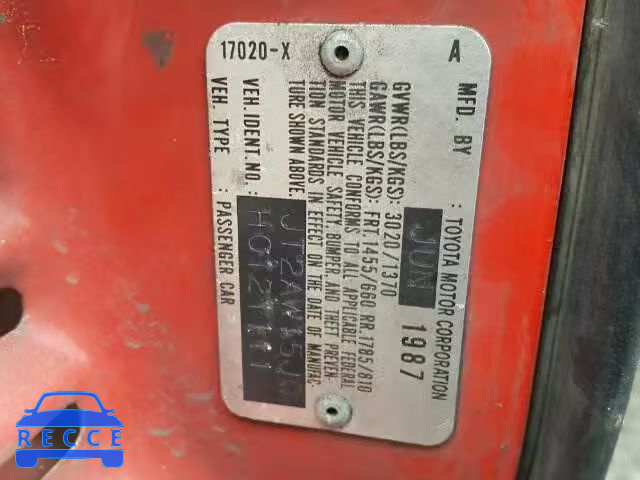 MFD. BY : TOYOTA MOTOR CORPORATION
JUN 1987
GVWR(LBS/KGS): 3020/1370
GAWR(LBS/KGS): FRT.1455/660 RR.1785/810
THIS VEHICLE CONFORMS TO ALL APPLICABLE FEDERAL
MOTOR VEHICLE SAFETY, BUMPER, AND THEFT PREVEN-
TION STANDARDS IN EFFECT ON THE DATE OF MANUFAC-
TURE SHOWN ABOVE.
VEH. IDENT. NO. : JT2AW15J0
H0121111
VEH. TYPE : PASSENGER CAR
A
17020-X
RECCE